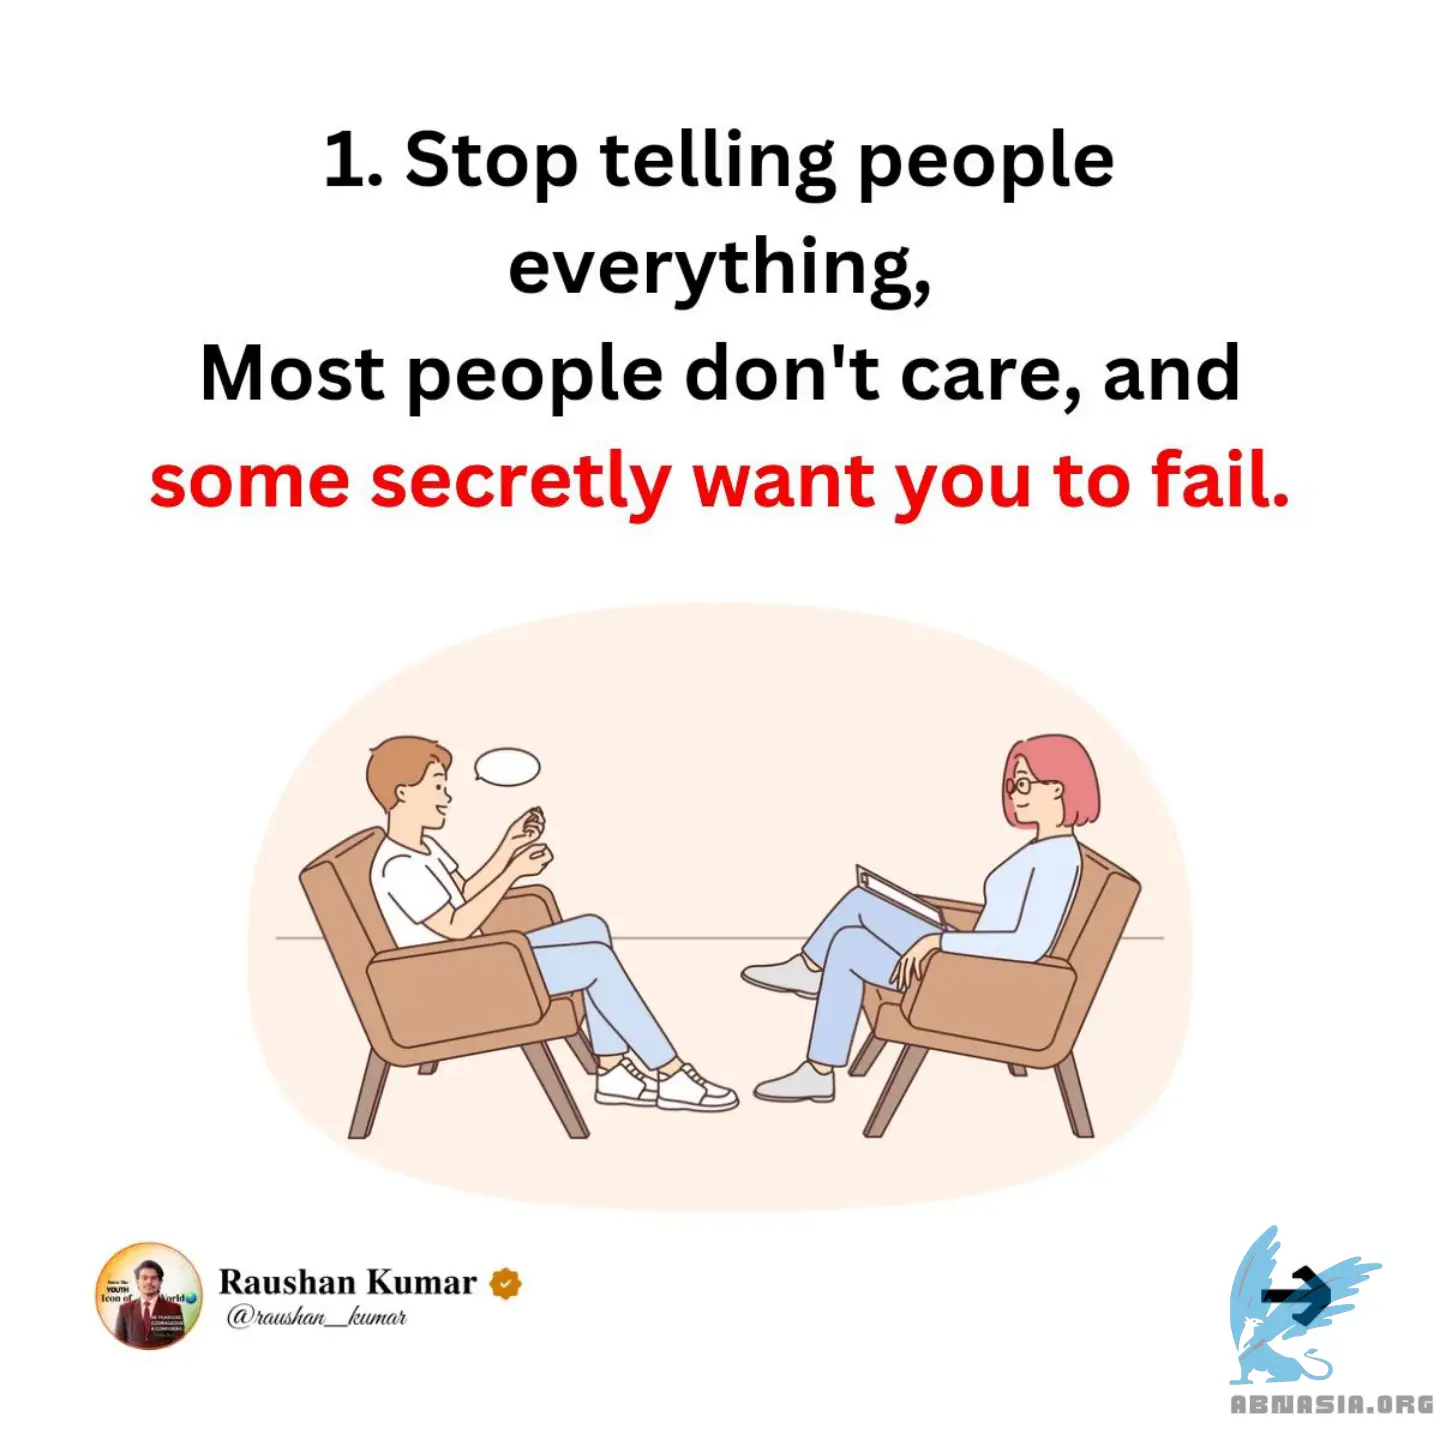 1. Stop telling people
everything,
Most people don't care, and
some secretly want you to fail.
YOUTH
Icon of World
Raushan Kumar
@raushan__kumar
ABNASIA.ORG